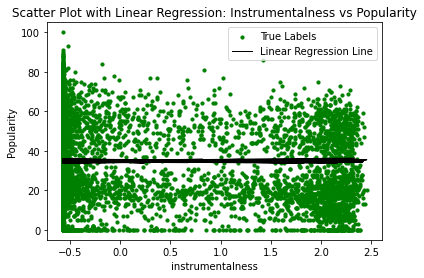 Scatter Plot with Linear Regression: Instrumentalness vs Popularity
True Labels
Linear Regression Line
Popularity
100
80
60
40
20
0
−0.5 0.0 0.5 1.0 1.5 2.0 2.5
instrumentalness